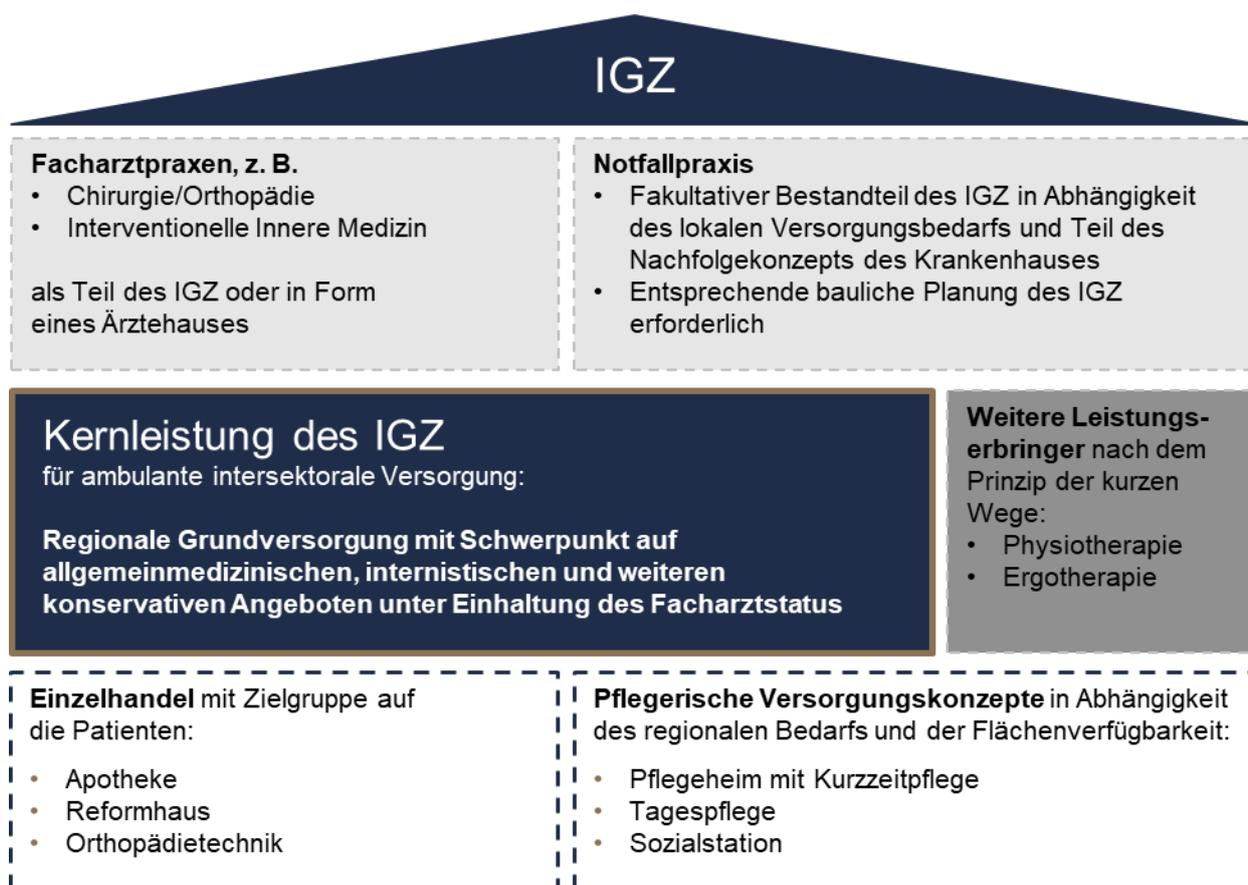 IGZ
Facharztpraxen, z. B.
• Chirurgie/Orthopädie
• Interventionelle Innere Medizin
als Teil des IGZ oder in Form
eines Ärztehauses
Notfallpraxis
• Fakultativer Bestandteil des IGZ in Abhängigkeit
des lokalen Versorgungsbedarfs und Teil des
Nachfolgekonzepts des Krankenhauses
• Entsprechende bauliche Planung des IGZ
erforderlich
Kernleistung des IGZ
für ambulante intersektorale Versorgung:
Regionale Grundversorgung mit Schwerpunkt auf
allgemeinmedizinischen, internistischen und weiteren
konservativen Angeboten unter Einhaltung des Facharztstatus
Weitere Leistungs-
erbringer nach dem
Prinzip der kurzen
Wege:
• Physiotherapie
• Ergotherapie
Einzelhandel mit Zielgruppe auf
die Patienten:
• Apotheke
• Reformhaus
• Orthopädietechnik
Pflegerische Versorgungskonzepte in Abhängigkeit
des regionalen Bedarfs und der Flächenverfügbarkeit:
• Pflegeheim mit Kurzzeitpflege
• Tagespflege
• Sozialstation